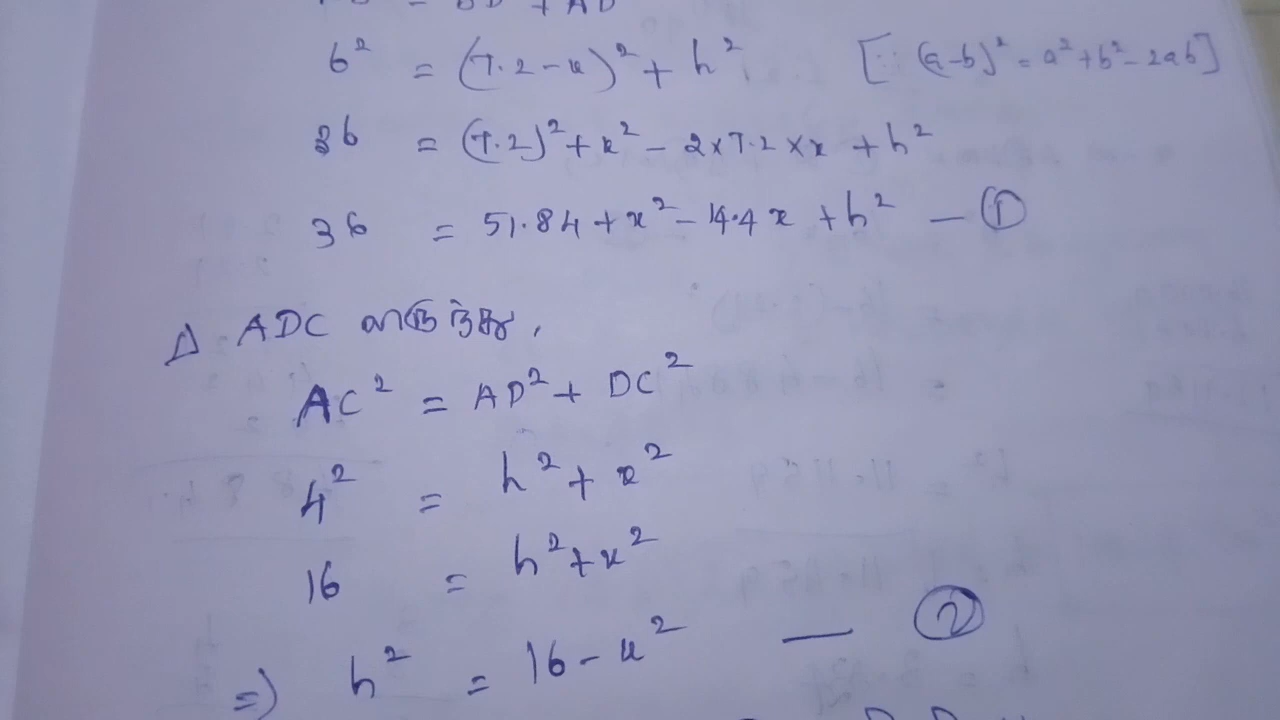 6² = (7.2-x)² + h² [∵ (a-b)² = a²+b²-2ab]
36 = (7.2)²+x² - 2×7.2×x + h²
36 = 51.84+x²-14.4x +h² — ①
Δ ADC லிருந்து,
AC² = AD²+ DC²
4² = h²+x²
16 = h²+x²
=) h² = 16-x² — ②